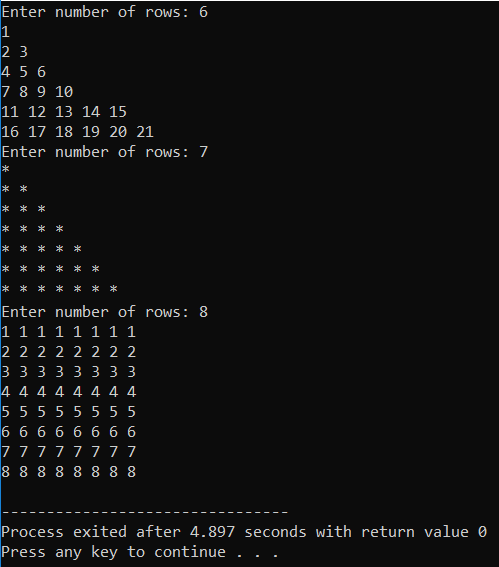 Enter number of rows: 6
1
2 3
4 5 6
7 8 9 10
11 12 13 14 15
16 17 18 19 20 21
Enter number of rows: 7
*
* *
* * *
* * * *
* * * * *
* * * * * *
* * * * * * *
Enter number of rows: 8
1 1 1 1 1 1 1 1
2 2 2 2 2 2 2 2
3 3 3 3 3 3 3 3
4 4 4 4 4 4 4 4
5 5 5 5 5 5 5 5
6 6 6 6 6 6 6 6
7 7 7 7 7 7 7 7
8 8 8 8 8 8 8 8
--------------------------------
Process exited after 4.897 seconds with return value 0
Press any key to continue . . .